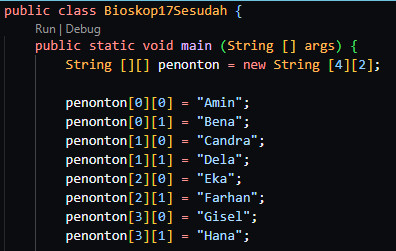 public class Bioskop17Sesudah {
Run | Debug
public static void main (String [] args) {
String [][] penonton = new String [4][2];
penonton[0][0] = "Amin";
penonton[0][1] = "Bena";
penonton[1][0] = "Candra";
penonton[1][1] = "Dela";
penonton[2][0] = "Eka";
penonton[2][1] = "Farhan";
penonton[3][0] = "Gisel";
penonton[3][1] = "Hana";